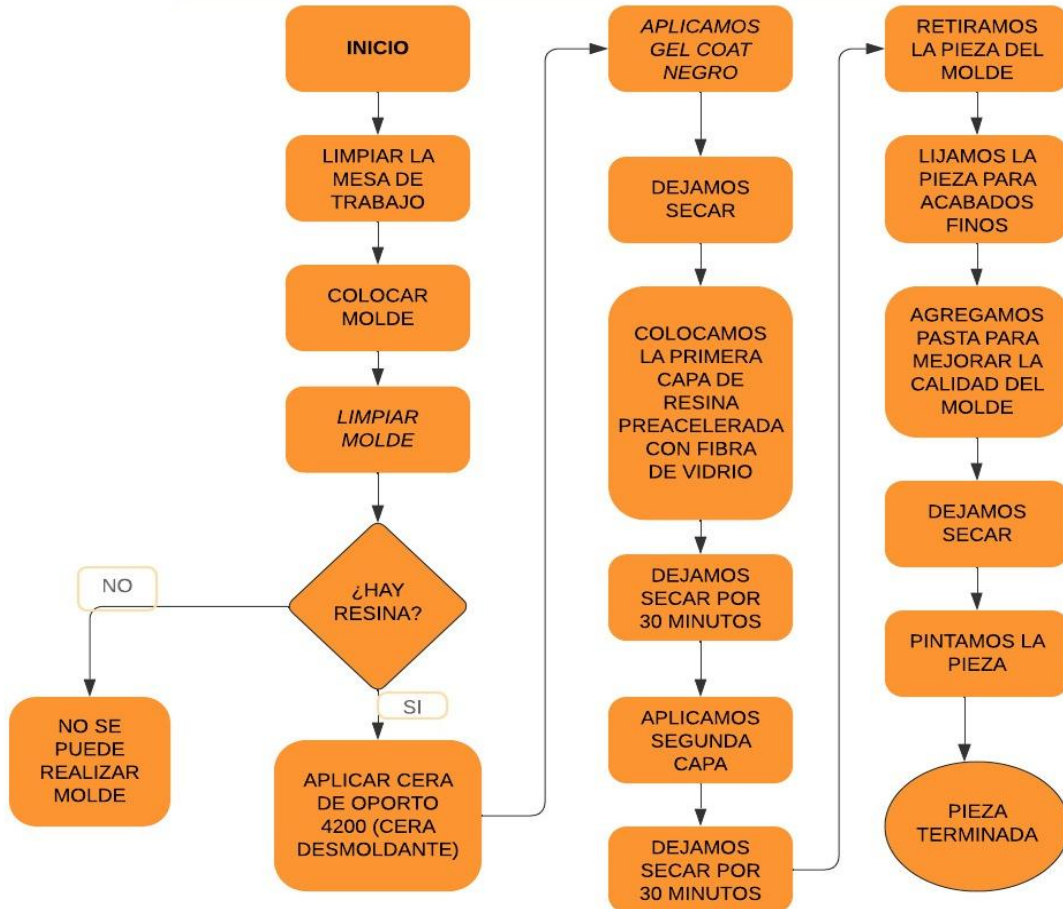 INICIO
LIMPIAR LA
MESA DE
TRABAJO
COLOCAR
MOLDE
LIMPIAR
MOLDE
¿HAY
RESINA?
NO
NO SE
PUEDE
REALIZAR
MOLDE
SI
APLICAR CERA
DE OPORTO
4200 (CERA
DESMOLDANTE)
APLICAMOS
GEL COAT
NEGRO
DEJAMOS
SECAR
COLOCAMOS
LA PRIMERA
CAPA DE
RESINA
PREACELERADA
CON FIBRA
DE VIDRIO
DEJAMOS
SECAR POR
30 MINUTOS
APLICAMOS
SEGUNDA
CAPA
DEJAMOS
SECAR POR
30 MINUTOS
RETIRAMOS
LA PIEZA DEL
MOLDE
LIJAMOS LA
PIEZA PARA
ACABADOS
FINOS
AGREGAMOS
PASTA PARA
MEJORAR LA
CALIDAD DEL
MOLDE
DEJAMOS
SECAR
PINTAMOS LA
PIEZA
PIEZA
TERMINADA